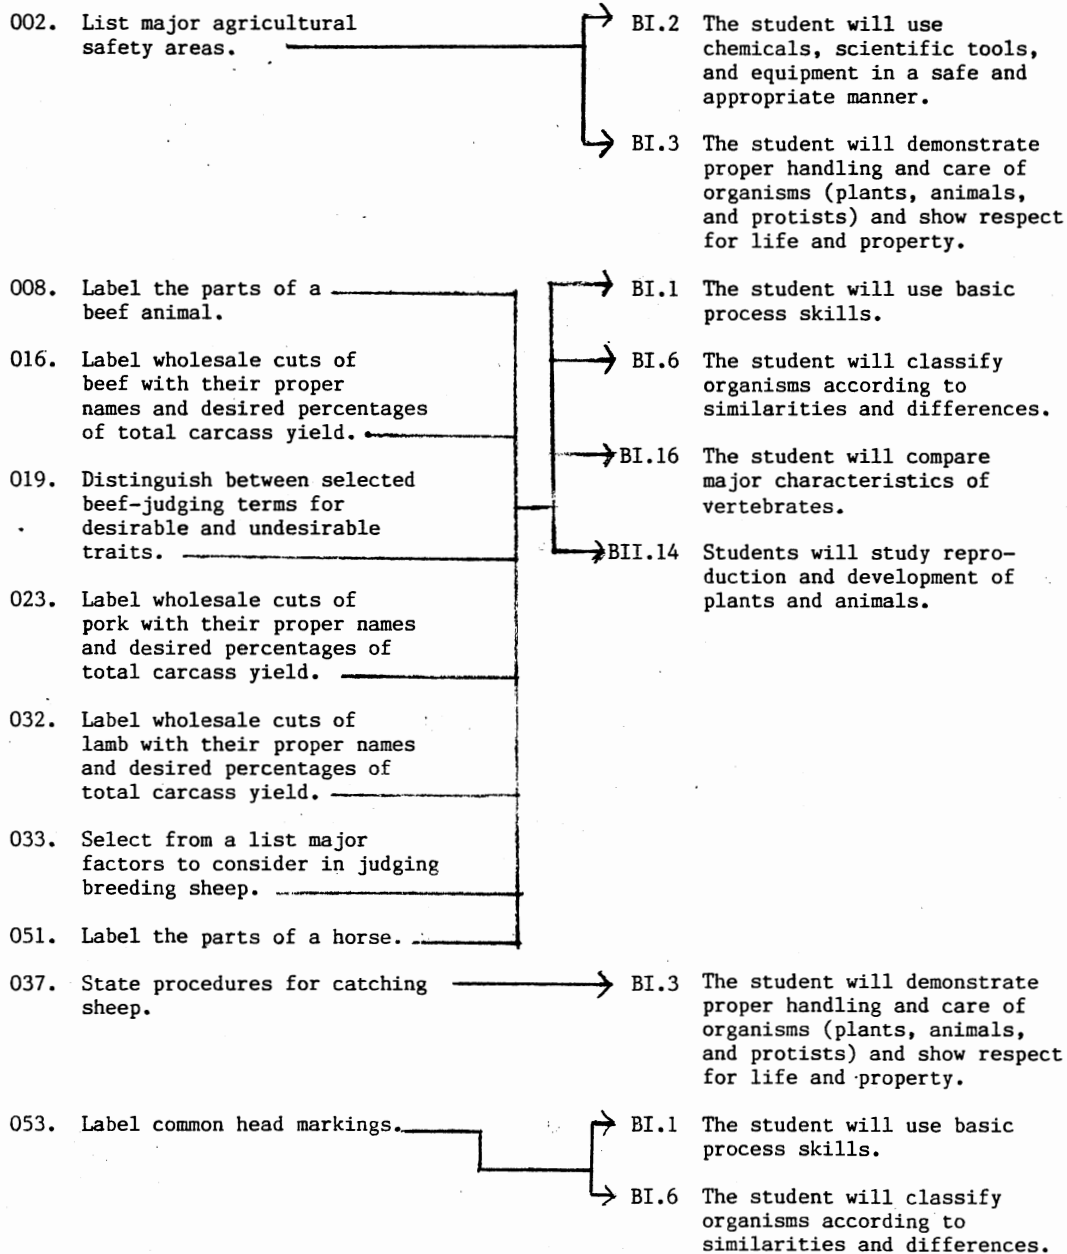 002. List major agricultural
safety areas.
BI.2 The student will use
chemicals, scientific tools,
and equipment in a safe and
appropriate manner.
BI.3 The student will demonstrate
proper handling and care of
organisms (plants, animals,
and protists) and show respect
for life and property.
008. Label the parts of a
beef animal.
016. Label wholesale cuts of
beef with their proper
names and desired percentages
of total carcass yield.
019. Distinguish between selected
beef-judging terms for
desirable and undesirable
traits.
023. Label wholesale cuts of
pork with their proper names
and desired percentages of
total carcass yield.
032. Label wholesale cuts of
lamb with their proper names
and desired percentages of
total carcass yield.
033. Select from a list major
factors to consider in judging
breeding sheep.
051. Label the parts of a horse.
BI.1 The student will use basic
process skills.
BI.6 The student will classify
organisms according to
similarities and differences.
BI.16 The student will compare
major characteristics of
vertebrates.
BII.14 Students will study repro-
duction and development of
plants and animals.
037. State procedures for catching
sheep.
BI.3 The student will demonstrate
proper handling and care of
organisms (plants, animals,
and protists) and show respect
for life and property.
053. Label common head markings.
BI.1 The student will use basic
process skills.
BI.6 The student will classify
organisms according to
similarities and differences.